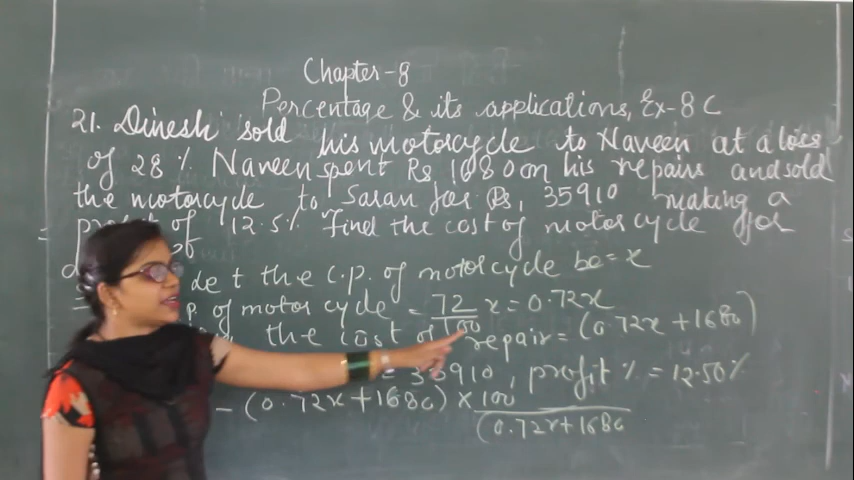 Chapter-8
Percentage & its applications, Ex-8C
21. Dinesh sold his motorcycle to Naveen at a loss
of 28% Naveen spent Rs 1680 on his repairs and sold
the motorcycle to Saran for Rs, 35910 making a
profit of 12.5% Find the cost of motor cycle for
t the C.P. of motorcycle be = x
P. of motor cycle = 72/100 x = 0.72x
the cost of repair = (0.72x + 1680)
= 35910, profit % = 12.50%
- (0.72x + 1680) × 100
(0.72x + 1680